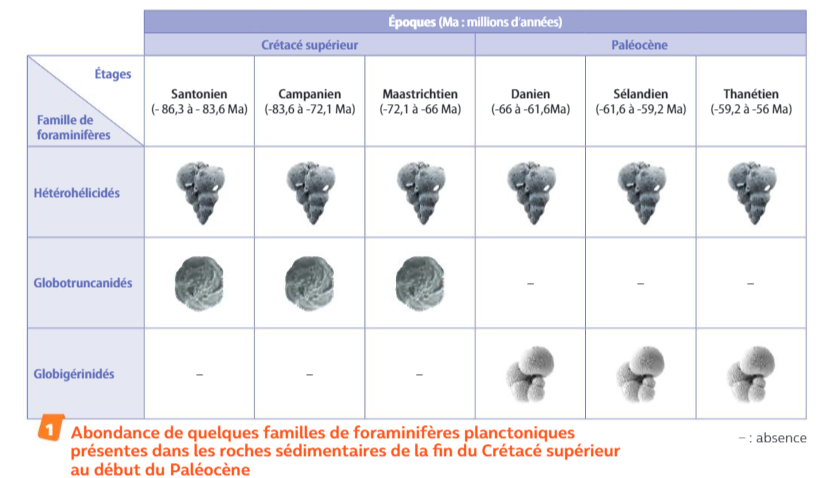 Époques (Ma : millions d'années)
Crétacé supérieur
Paléocène
Étages
Famille de
foraminifères
Santonien
(- 86,3 à - 83,6 Ma)
Campanien
(-83,6 à -72,1 Ma)
Maastrichtien
(-72,1 à -66 Ma)
Danien
(-66 à -61,6Ma)
Sélandien
(-61,6 à -59,2 Ma)
Thanétien
(-59,2 à -56 Ma)
Hétérohélicidés
Globotruncanidés
– – –
Globigérinidés
– – –
1 Abondance de quelques familles de foraminifères planctoniques
présentes dans les roches sédimentaires de la fin du Crétacé supérieur
au début du Paléocène
– : absence